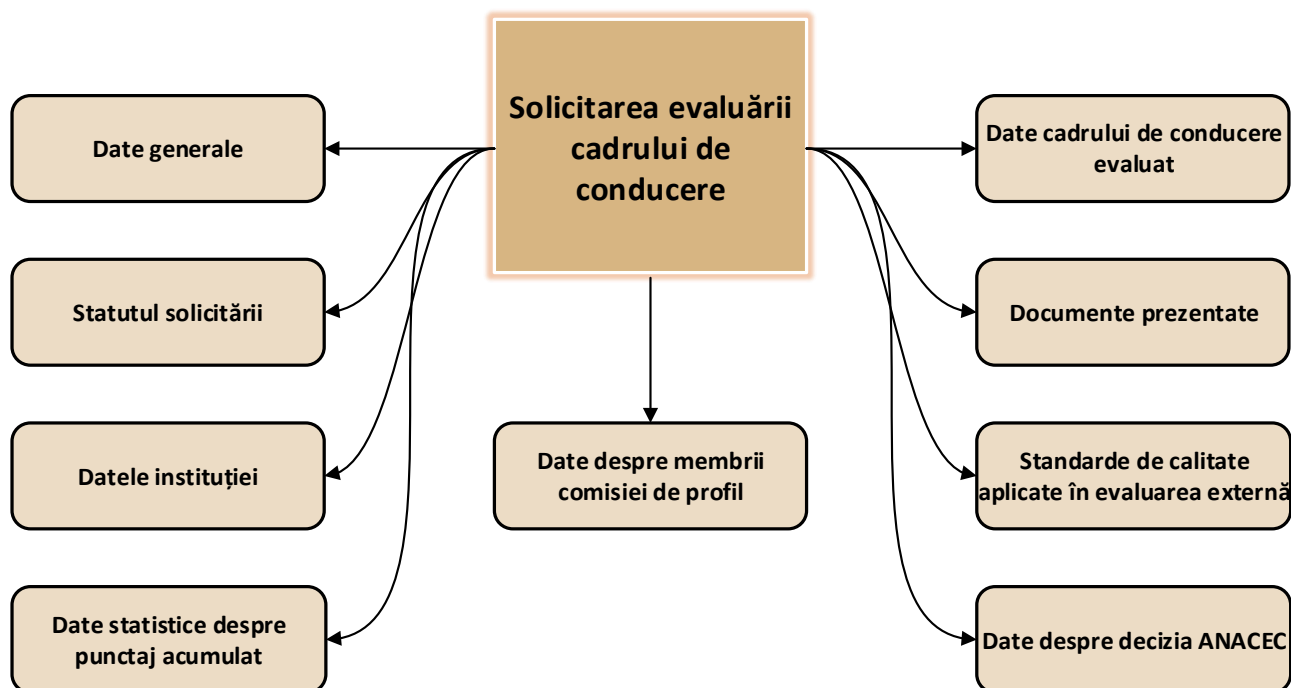 Solicitarea evaluării
cadrului de
conducere
Date generale
Statutul solicitării
Datele instituției
Date statistice despre
punctaj acumulat
Date despre membrii
comisiei de profil
Date cadrului de conducere
evaluat
Documente prezentate
Standarde de calitate
aplicate în evaluarea externă
Date despre decizia ANACEC